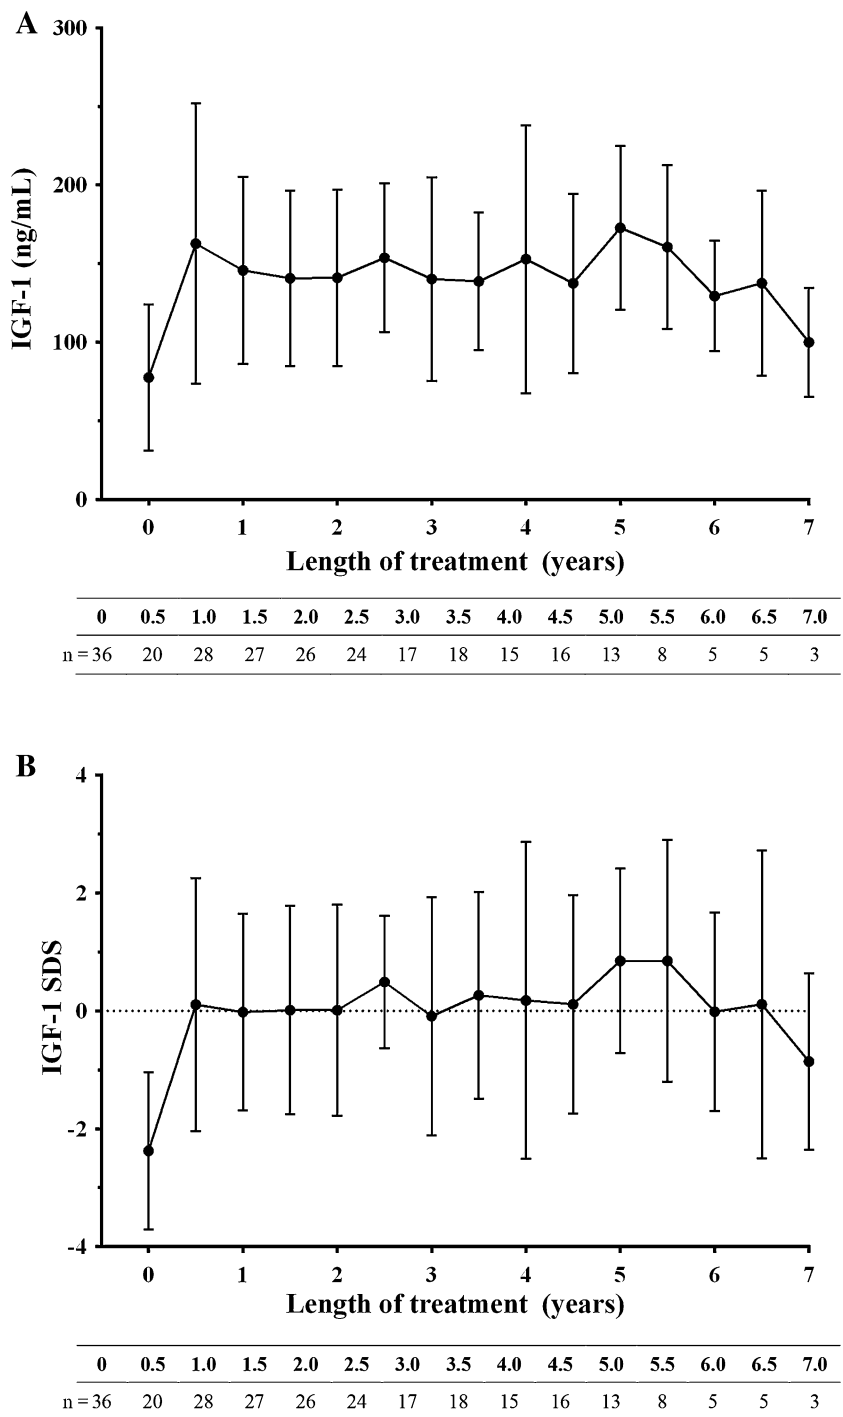 A
300
200
100
0
IGF-1 (ng/mL)
0 1 2 3 4 5 6 7
Length of treatment (years)
0 0.5 1.0 1.5 2.0 2.5 3.0 3.5 4.0 4.5 5.0 5.5 6.0 6.5 7.0
n = 36 20 28 27 26 24 17 18 15 16 13 8 5 5 3
B
4
2
0
-2
-4
IGF-1 SDS
0 1 2 3 4 5 6 7
Length of treatment (years)
0 0.5 1.0 1.5 2.0 2.5 3.0 3.5 4.0 4.5 5.0 5.5 6.0 6.5 7.0
n = 36 20 28 27 26 24 17 18 15 16 13 8 5 5 3